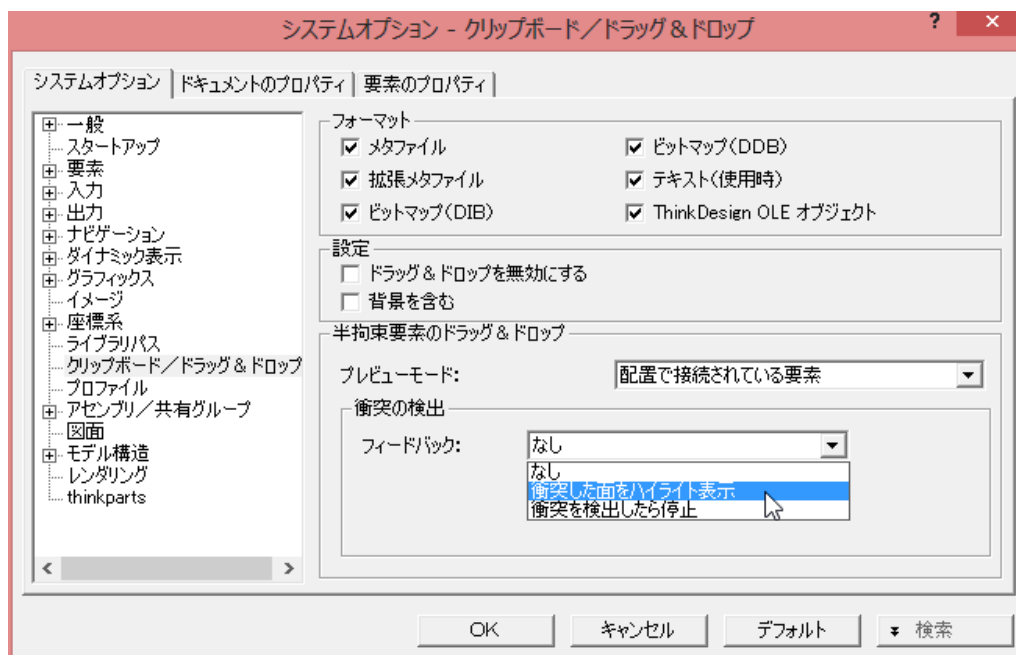 システムオプション - クリップボード／ドラッグ＆ドロップ
? ×
システムオプション ドキュメントのプロパティ 要素のプロパティ
一般
スタートアップ
要素
入力
出力
ナビゲーション
ダイナミック表示
グラフィックス
イメージ
座標系
ライブラリパス
クリップボード／ドラッグ＆ドロップ
プロファイル
アセンブリ／共有グループ
図面
モデル構造
レンダリング
thinkparts
フォーマット
メタファイル
ビットマップ(DDB)
拡張メタファイル
テキスト(使用時)
ビットマップ(DIB)
ThinkDesign OLE オブジェクト
設定
ドラッグ＆ドロップを無効にする
背景を含む
半拘束要素のドラッグ＆ドロップ
プレビューモード: 配置で接続されている要素
衝突の検出
フィードバック: なし
なし
衝突した面をハイライト表示
衝突を検出したら停止
OK キャンセル デフォルト 検索